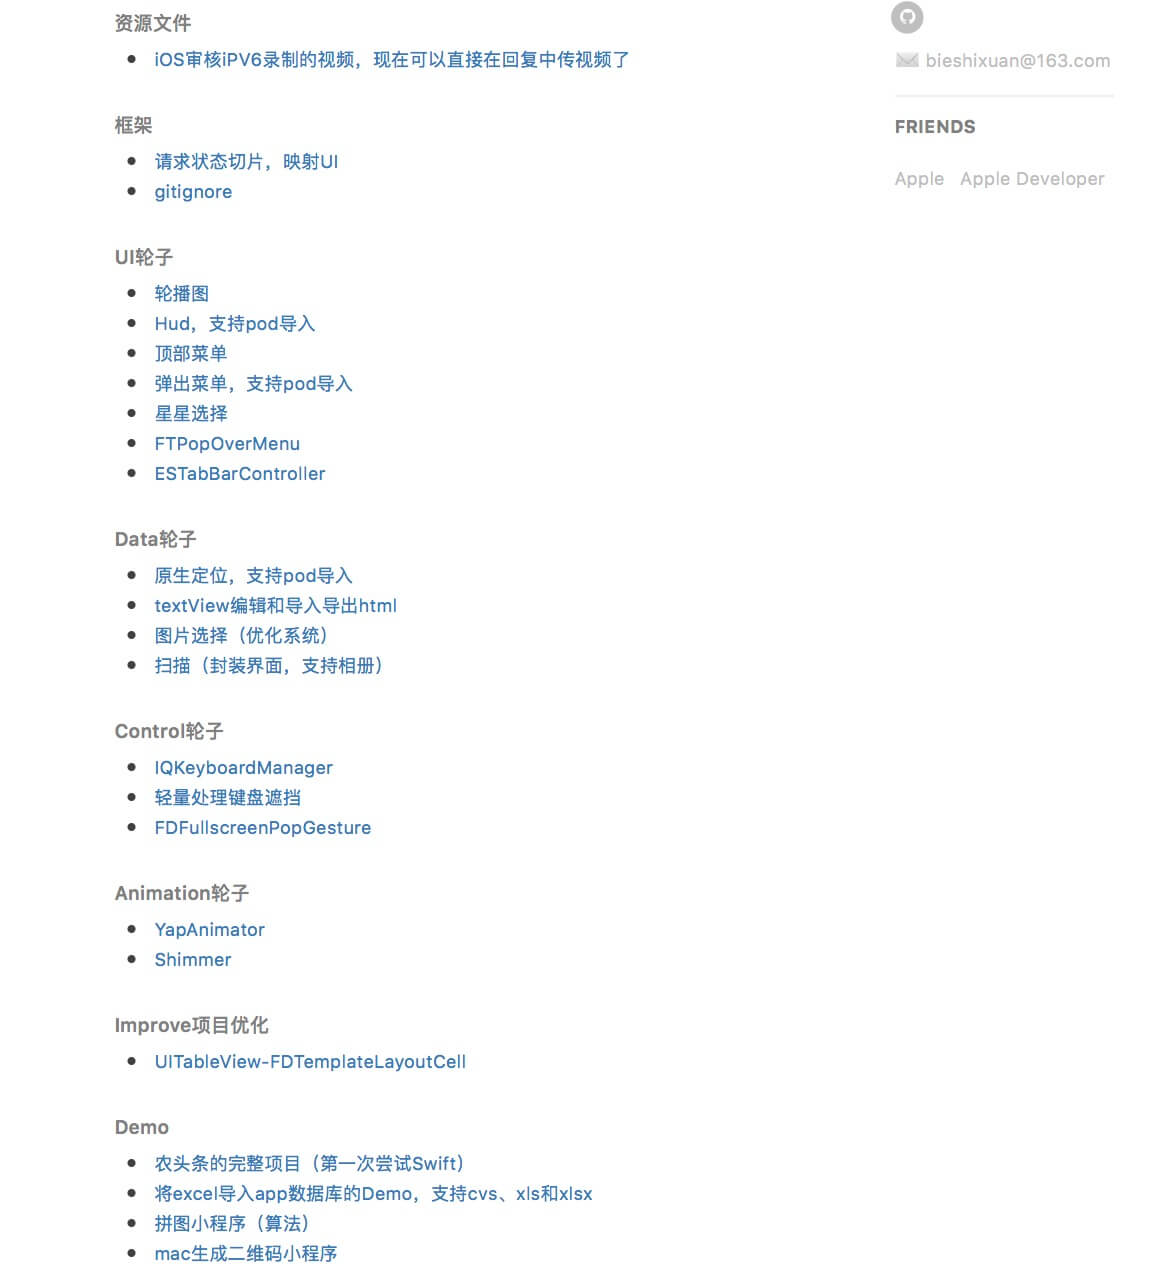 资源文件
iOS审核iPV6录制的视频，现在可以直接在回复中传视频了
框架
请求状态切片，映射UI
gitignore
UI轮子
轮播图
Hud，支持pod导入
顶部菜单
弹出菜单，支持pod导入
星星选择
FTPopOverMenu
ESTabBarController
Data轮子
原生定位，支持pod导入
textView编辑和导入导出html
图片选择（优化系统）
扫描（封装界面，支持相册）
Control轮子
IQKeyboardManager
轻量处理键盘遮挡
FDFullscreenPopGesture
Animation轮子
YapAnimator
Shimmer
Improve项目优化
UITableView-FDTemplateLayoutCell
Demo
农头条的完整项目（第一次尝试Swift）
将excel导入app数据库的Demo，支持cvs、xls和xlsx
拼图小程序（算法）
mac生成二维码小程序
bieshixuan@163.com
FRIENDS
Apple Apple Developer